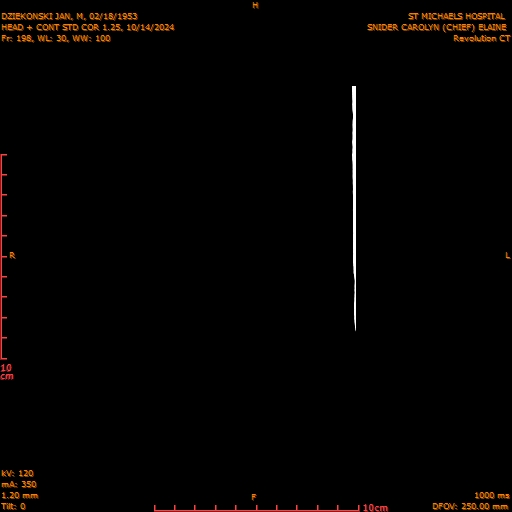 H
DZIEKONSKI JAN, M, 02/18/1953
HEAD + CONT STD COR 1.25, 10/14/2024
Fr: 198, WL: 30, WW: 100
ST MICHAELS HOSPITAL
SNIDER CAROLYN (CHIEF) ELAINE
Revolution CT
R
L
10
cm
kV: 120
mA: 350
1.20 mm
Tilt: 0
F
10cm
1000 ms
DFOV: 250.00 mm